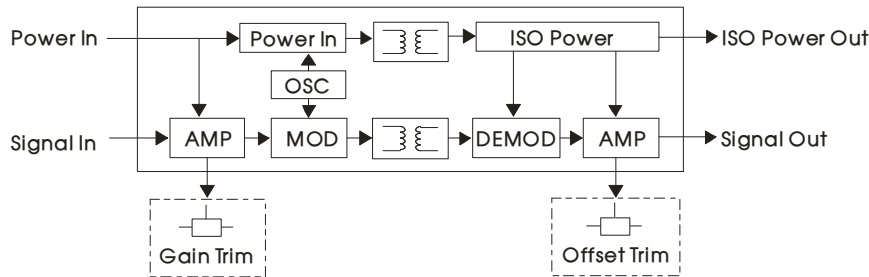 Power In
Power In
ISO Power
ISO Power Out
OSC
Signal In
AMP
MOD
DEMOD
AMP
Signal Out
Gain Trim
Offset Trim